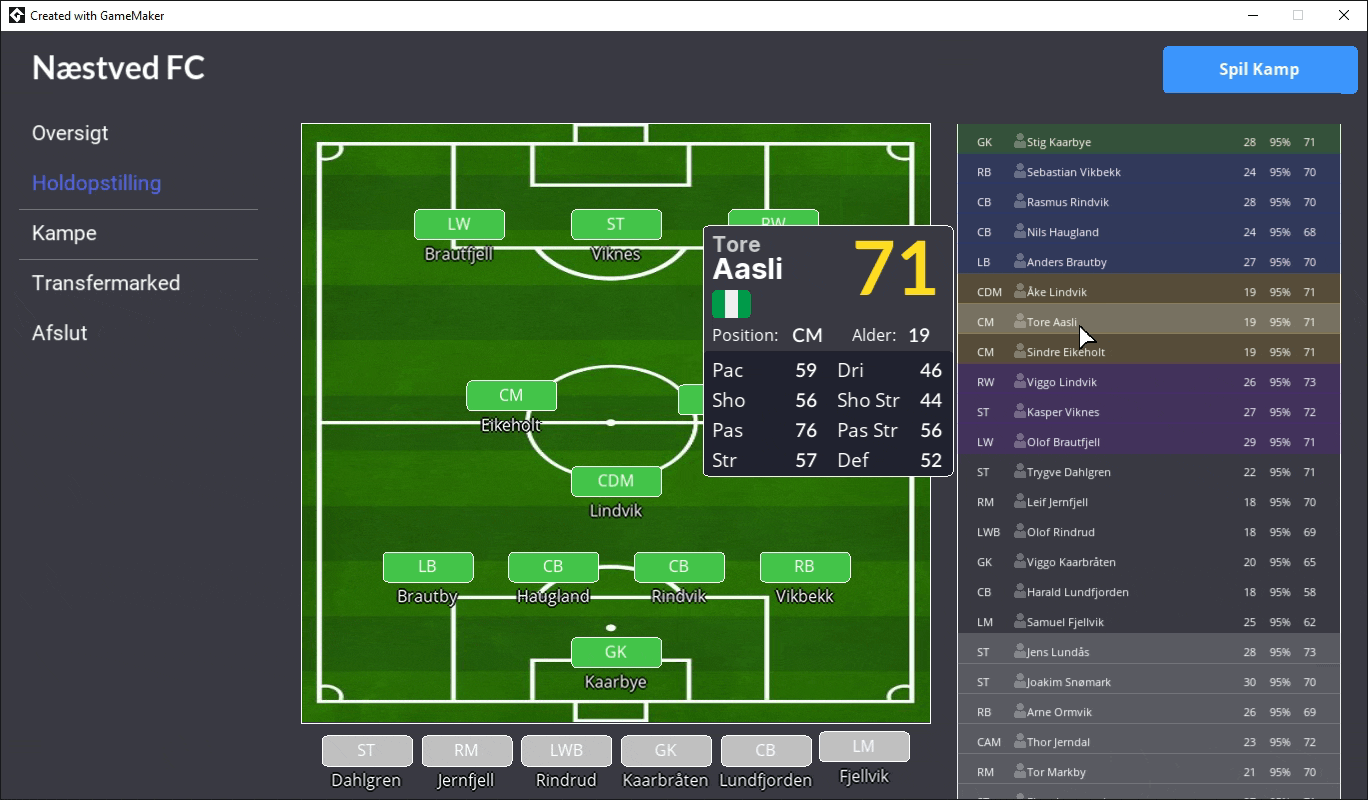 Created with GameMaker
Næstved FC
Spil Kamp
Oversigt
Holdopstilling
Kampe
Transfermarked
Afslut
LW
Brautfjell
ST
Viknes
RW
CM
Eikeholt
CDM
Lindvik
LB
Brautby
CB
Haugland
CB
Rindvik
RB
Vikbekk
GK
Kaarbye
ST
Dahlgren
RM
Jernfjell
LWB
Rindrud
GK
Kaarbråten
CB
Lundfjorden
LM
Fjellvik
Tore
Aasli
71
Position: CM Alder: 19
Pac 59 Dri 46
Sho 56 Sho Str 44
Pas 76 Pas Str 56
Str 57 Def 52
GK Stig Kaarbye 28 95% 71
RB Sebastian Vikbekk 24 95% 70
CB Rasmus Rindvik 28 95% 70
CB Nils Haugland 24 95% 68
LB Anders Brautby 27 95% 70
CDM Åke Lindvik 19 95% 71
CM Tore Aasli 19 95% 71
CM Sindre Eikeholt 19 95% 71
RW Viggo Lindvik 26 95% 73
ST Kasper Viknes 27 95% 72
LW Olof Brautfjell 29 95% 71
ST Trygve Dahlgren 22 95% 71
RM Leif Jernfjell 18 95% 70
LWB Olof Rindrud 18 95% 69
GK Viggo Kaarbråten 20 95% 65
CB Harald Lundfjorden 18 95% 58
LM Samuel Fjellvik 25 95% 62
ST Jens Lundås 28 95% 73
ST Joakim Snømark 30 95% 70
RB Arne Ormvik 26 95% 69
CAM Thor Jerndal 23 95% 72
RM Tor Markby 21 95% 70